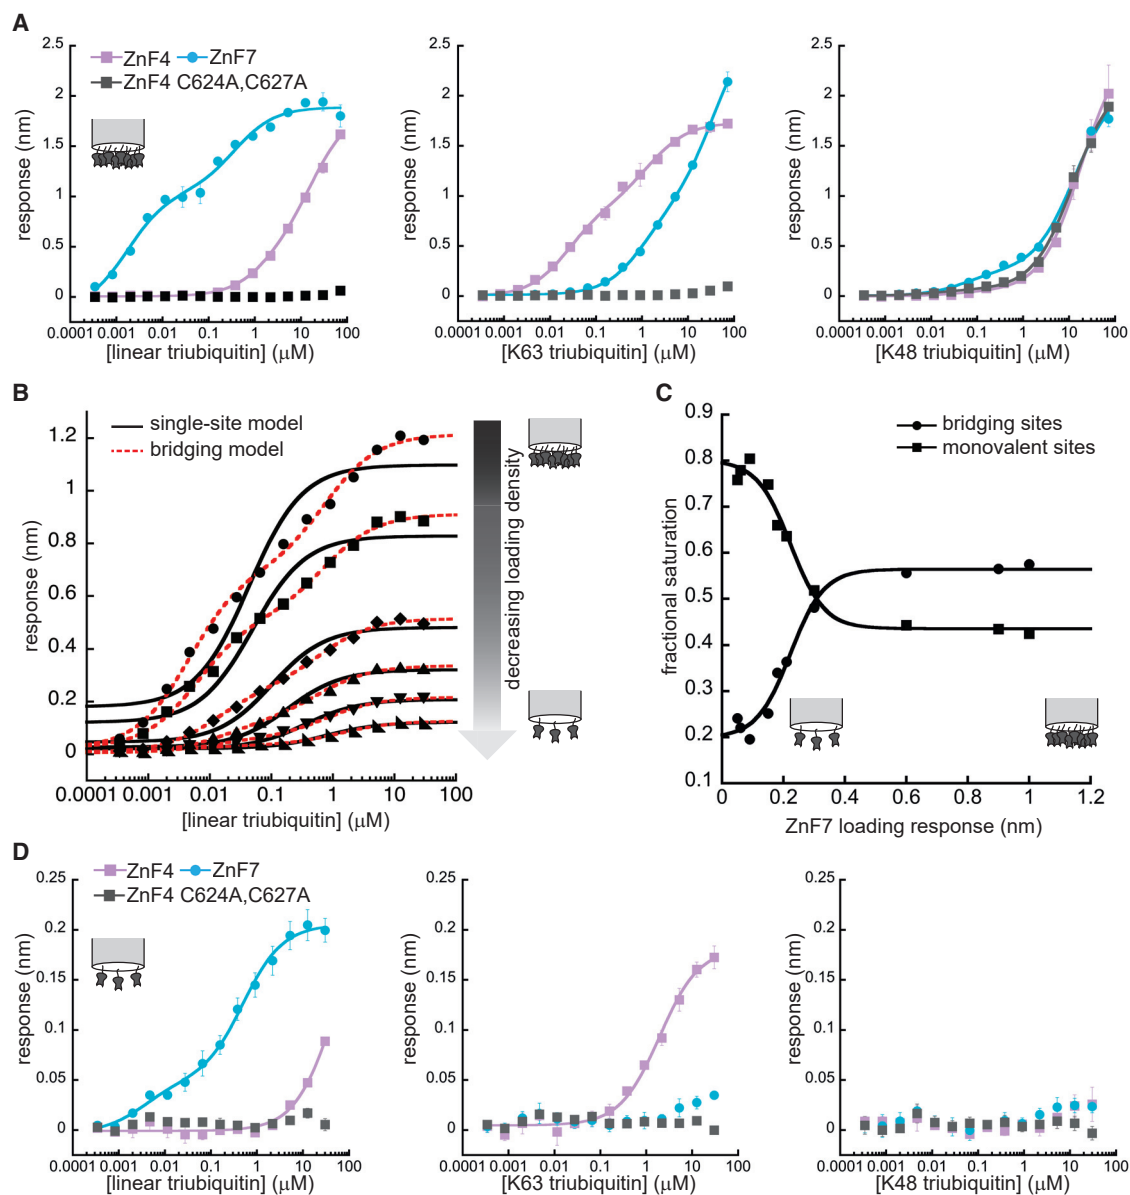 A
ZnF4 ZnF7
ZnF4 C624A,C627A
response (nm)
2.5
2
1.5
1
0.5
0
0.0001 0.001 0.01 0.1 1 10 100
[linear triubiquitin] (μM)
response (nm)
2.5
2
1.5
1
0.5
0
0.0001 0.001 0.01 0.1 1 10 100
[K63 triubiquitin] (μM)
response (nm)
2.5
2
1.5
1
0.5
0
0.0001 0.001 0.01 0.1 1 10 100
[K48 triubiquitin] (μM)
B
single-site model
bridging model
response (nm)
1.2
1
0.8
0.6
0.4
0.2
0
0.0001 0.001 0.01 0.1 1 10 100
[linear triubiquitin] (μM)
decreasing loading density
C
bridging sites
monovalent sites
fractional saturation
0.9
0.8
0.7
0.6
0.5
0.4
0.3
0.2
0.1
0 0.2 0.4 0.6 0.8 1 1.2
ZnF7 loading response (nm)
D
ZnF4 ZnF7
ZnF4 C624A,C627A
response (nm)
0.25
0.2
0.15
0.1
0.05
0
0.0001 0.001 0.01 0.1 1 10 100
[linear triubiquitin] (μM)
response (nm)
0.25
0.2
0.15
0.1
0.05
0
0.0001 0.001 0.01 0.1 1 10 100
[K63 triubiquitin] (μM)
response (nm)
0.25
0.2
0.15
0.1
0.05
0
0.0001 0.001 0.01 0.1 1 10 100
[K48 triubiquitin] (μM)